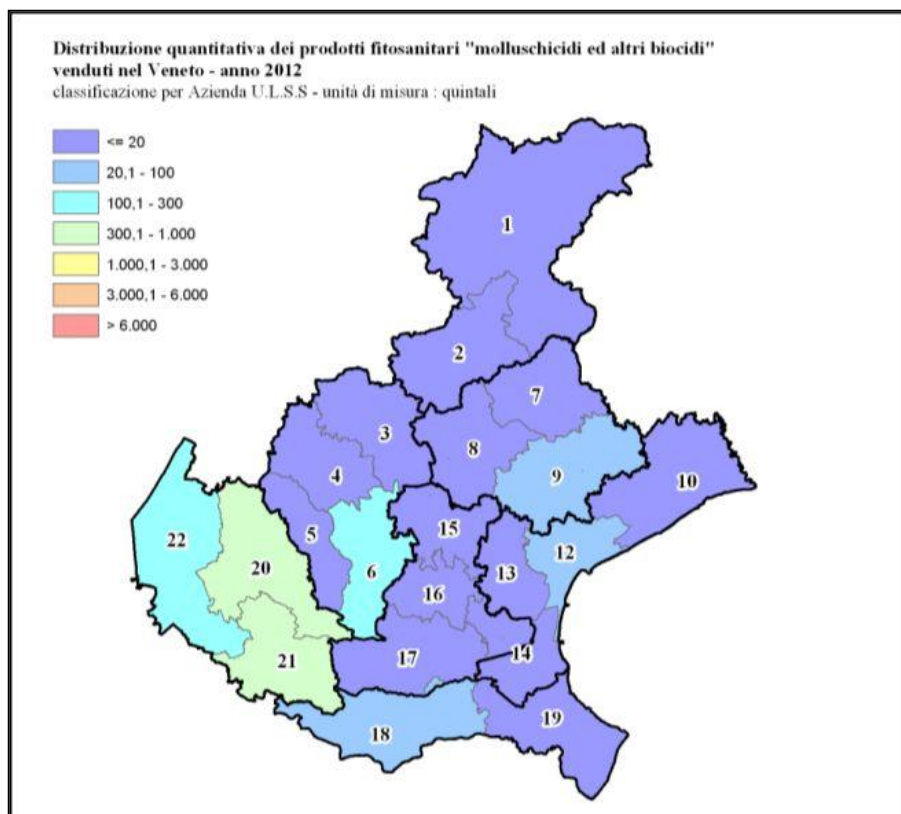 Distribuzione quantitativa dei prodotti fitosanitari "molluschicidi ed altri biocidi"
venduti nel Veneto - anno 2012
classificazione per Azienda U.L.S.S - unità di misura : quintali
<= 20
20,1 - 100
100,1 - 300
300,1 - 1.000
1.000,1 - 3.000
3.000,1 - 6.000
> 6.000
1
2
7
3
8
4
9
10
15
5
22
12
20
6
13
16
14
17
21
19
18